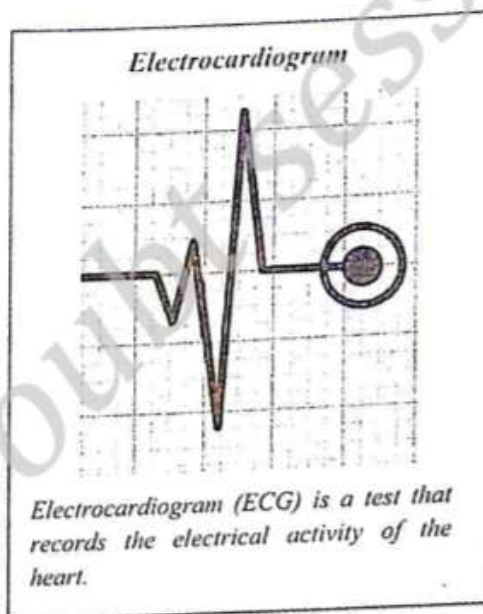 Electrocardiogram
Electrocardiogram (ECG) is a test that
records the electrical activity of the
heart.